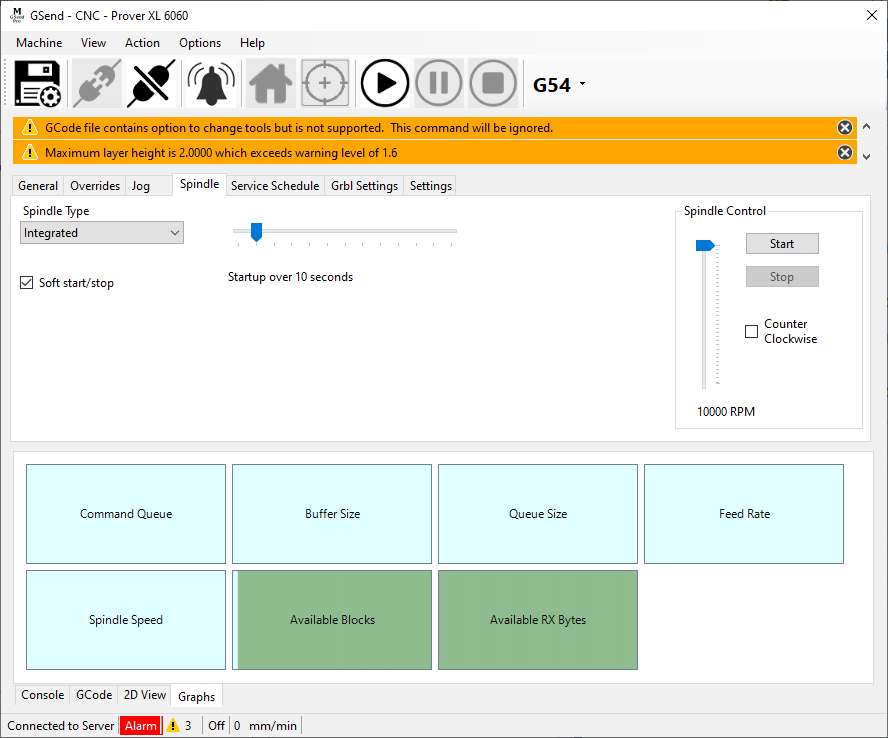 M
GSend
Pro
GSend - CNC - Prover XL 6060
Machine View Action Options Help
G54
GCode file contains option to change tools but is not supported.  This command will be ignored.
Maximum layer height is 2.0000 which exceeds warning level of 1.6
General Overrides Jog Spindle Service Schedule Grbl Settings Settings
Spindle Type
Integrated
Soft start/stop
Startup over 10 seconds
Spindle Control
Start
Stop
Counter
Clockwise
10000 RPM
Command Queue
Buffer Size
Queue Size
Feed Rate
Spindle Speed
Available Blocks
Available RX Bytes
Console GCode 2D View Graphs
Connected to Server Alarm 3 Off 0 mm/min